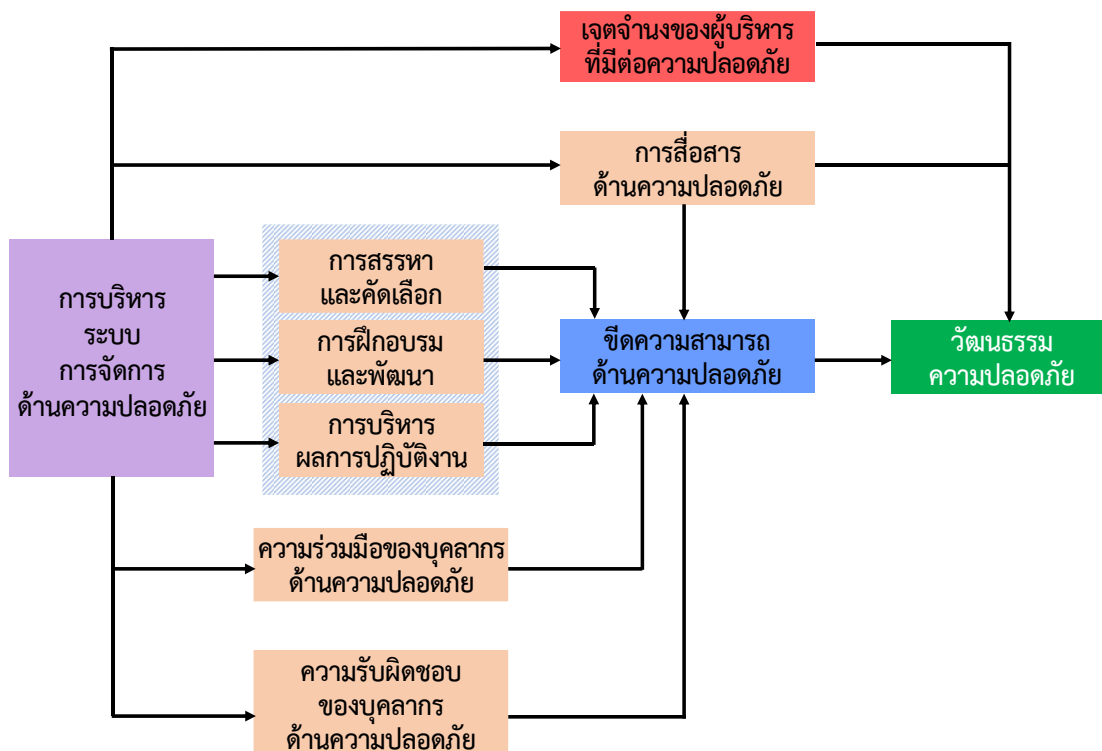 เจตจำนงของผู้บริหาร
ที่มีต่อความปลอดภัย
การสื่อสาร
ด้านความปลอดภัย
การบริหาร
ระบบ
การจัดการ
ด้านความปลอดภัย
การสรรหา
และคัดเลือก
การฝึกอบรม
และพัฒนา
การบริหาร
ผลการปฏิบัติงาน
ขีดความสามารถ
ด้านความปลอดภัย
วัฒนธรรม
ความปลอดภัย
ความร่วมมือของบุคลากร
ด้านความปลอดภัย
ความรับผิดชอบ
ของบุคลากร
ด้านความปลอดภัย